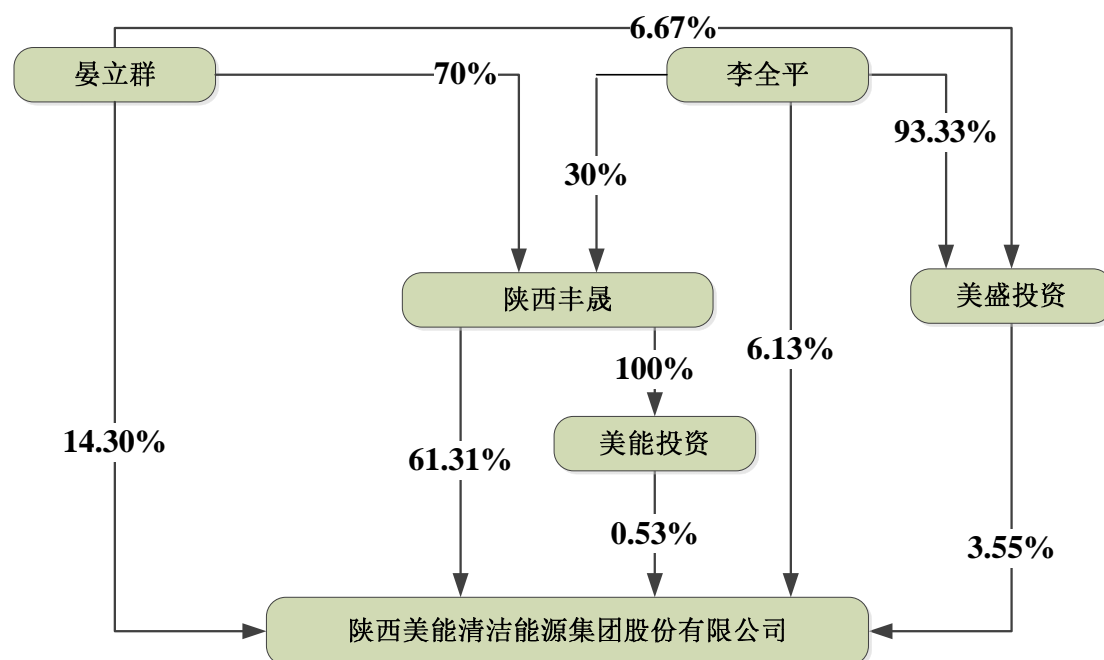 6.67%
晏立群
70%
李全平
93.33%
30%
陕西丰晟
美盛投资
6.13%
100%
美能投资
14.30%
61.31%
0.53%
3.55%
陕西美能清洁能源集团股份有限公司